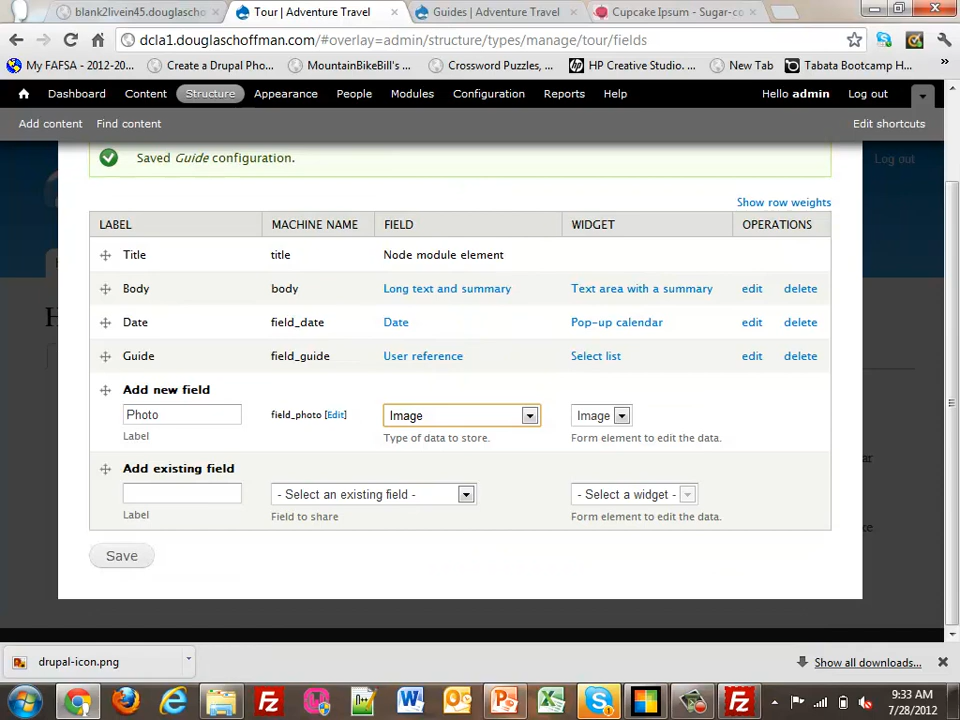 blank2livein45.douglascho
Tour | Adventure Travel
Guides | Adventure Travel
Cupcake Ipsum - Sugar-co
dcla1.douglaschoffman.com/#overlay=admin/structure/types/manage/tour/fields
My FAFSA - 2012-20...
Create a Drupal Pho...
MountainBikeBill's ...
Crossword Puzzles, ...
HP Creative Studio. ...
New Tab
Tabata Bootcamp H...
Dashboard Content Structure Appearance People Modules Configuration Reports Help Hello admin Log out
Add content Find content Edit shortcuts
Log out
Saved Guide configuration.
Show row weights
LABEL MACHINE NAME FIELD WIDGET OPERATIONS
Title title Node module element
Body body Long text and summary Text area with a summary edit delete
Date field_date Date Pop-up calendar edit delete
Guide field_guide User reference Select list edit delete
Add new field
Photo field_photo [Edit] Image Image
Label Type of data to store. Form element to edit the data.
Add existing field
- Select an existing field - - Select a widget -
Label Field to share Form element to edit the data.
Save
drupal-icon.png
Show all downloads...
9:33 AM
7/28/2012